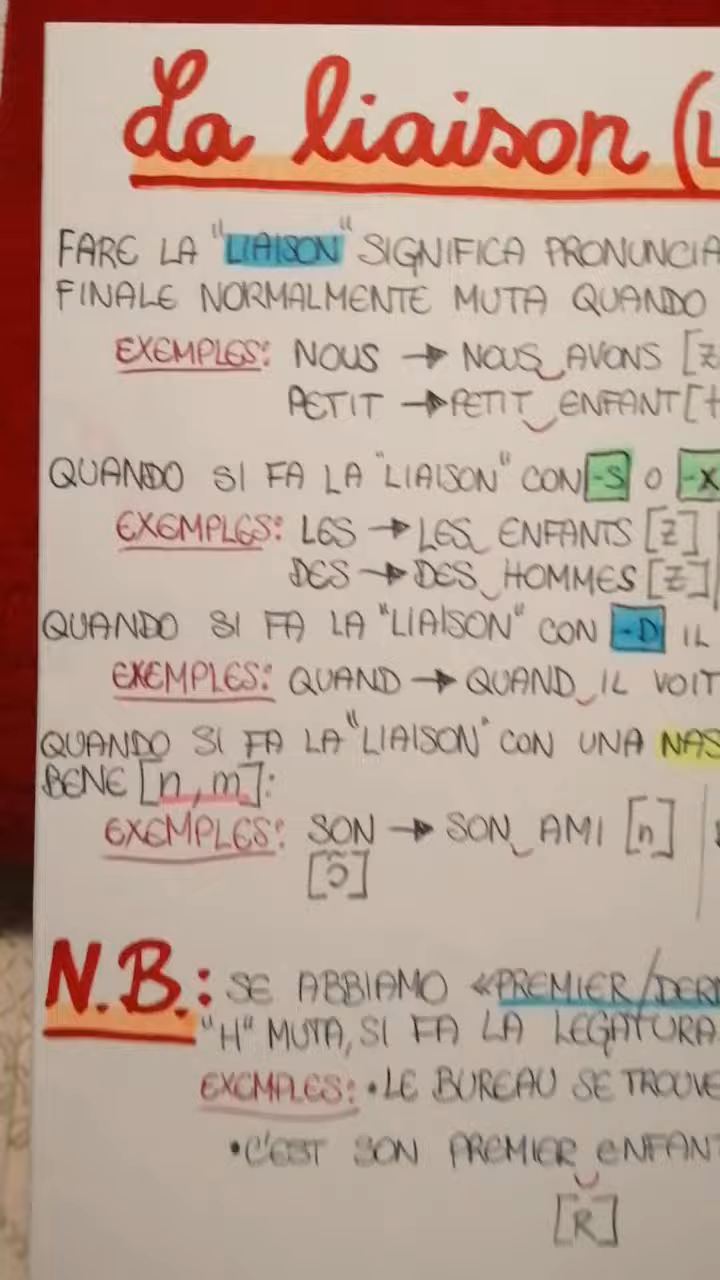 La liaison (L
FARE LA "LIAISON" SIGNIFICA PRONUNCIA
FINALE NORMALMENTE MUTA QUANDO
EXEMPLES: NOUS → NOUS AVONS [Z
PETIT → PETIT ENFANT [t
QUANDO SI FA LA "LIAISON" CON -S O -X
EXEMPLES: LES → LES ENFANTS [Z]
DES → DES HOMMES [Z]
QUANDO SI FA LA "LIAISON" CON -D IL
EXEMPLES: QUAND → QUAND IL VOIT
QUANDO SI FA LA "LIAISON" CON UNA NAS
BENE [n, m]:
EXEMPLES: SON → SON AMI [n]
[ɔ̃]
N.B.: SE ABBIAMO «PREMIER/DER
"H" MUTA, SI FA LA LEGATURA
EXEMPLES: • LE BUREAU SE TROUVE
• C'EST SON PREMIER ENFANT
[R]